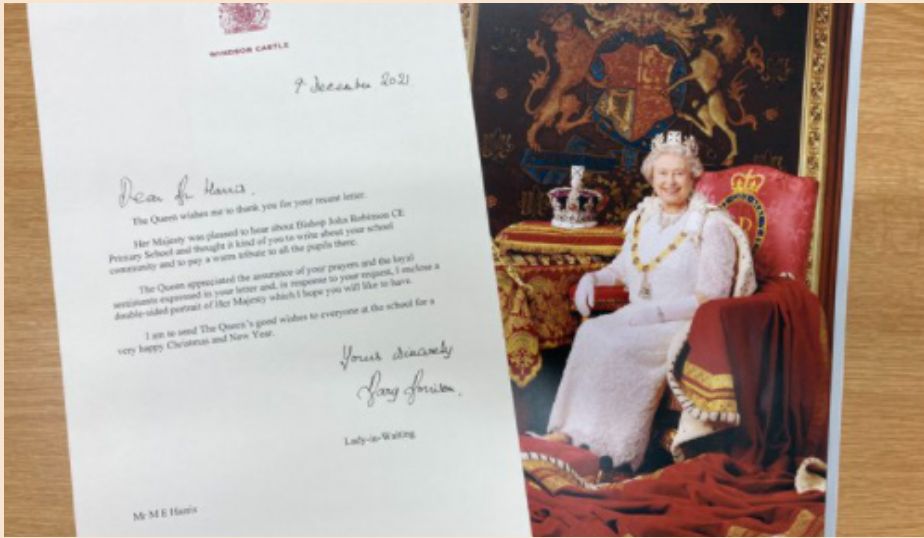 WINDSOR CASTLE
9 December 2021.
Dear Mr Harris.
The Queen wishes me to thank you for your recent letter.
Her Majesty was pleased to hear about Bishop John Robinson CE
Primary School and thought it kind of you to write about your school
community and to pay a warm tribute to all the pupils there.
The Queen appreciated the assurance of your prayers and the loyal
sentiments expressed in your letter and, in response to your request, I enclose a
double-sided portrait of Her Majesty which I hope you will like to have.
I am to send The Queen's good wishes to everyone at the school for a
very happy Christmas and New Year.
Yours sincerely
Mary Morrison.
Lady-in-Waiting
Mr M E Harris